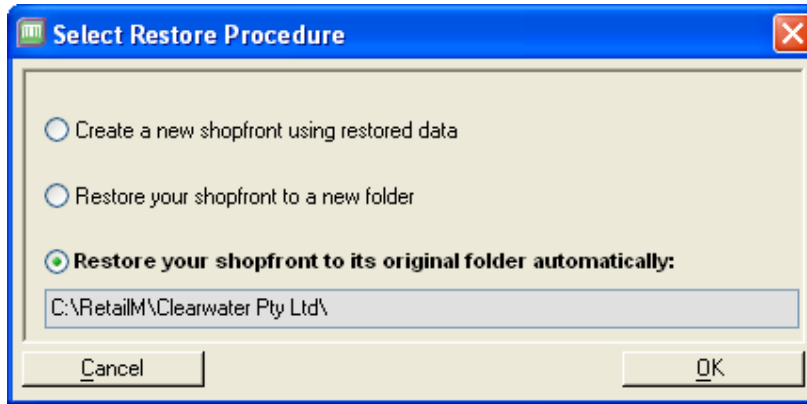 Select Restore Procedure
Create a new shopfront using restored data
Restore your shopfront to a new folder
Restore your shopfront to its original folder automatically:
C:\RetailM\Clearwater Pty Ltd\
Cancel OK